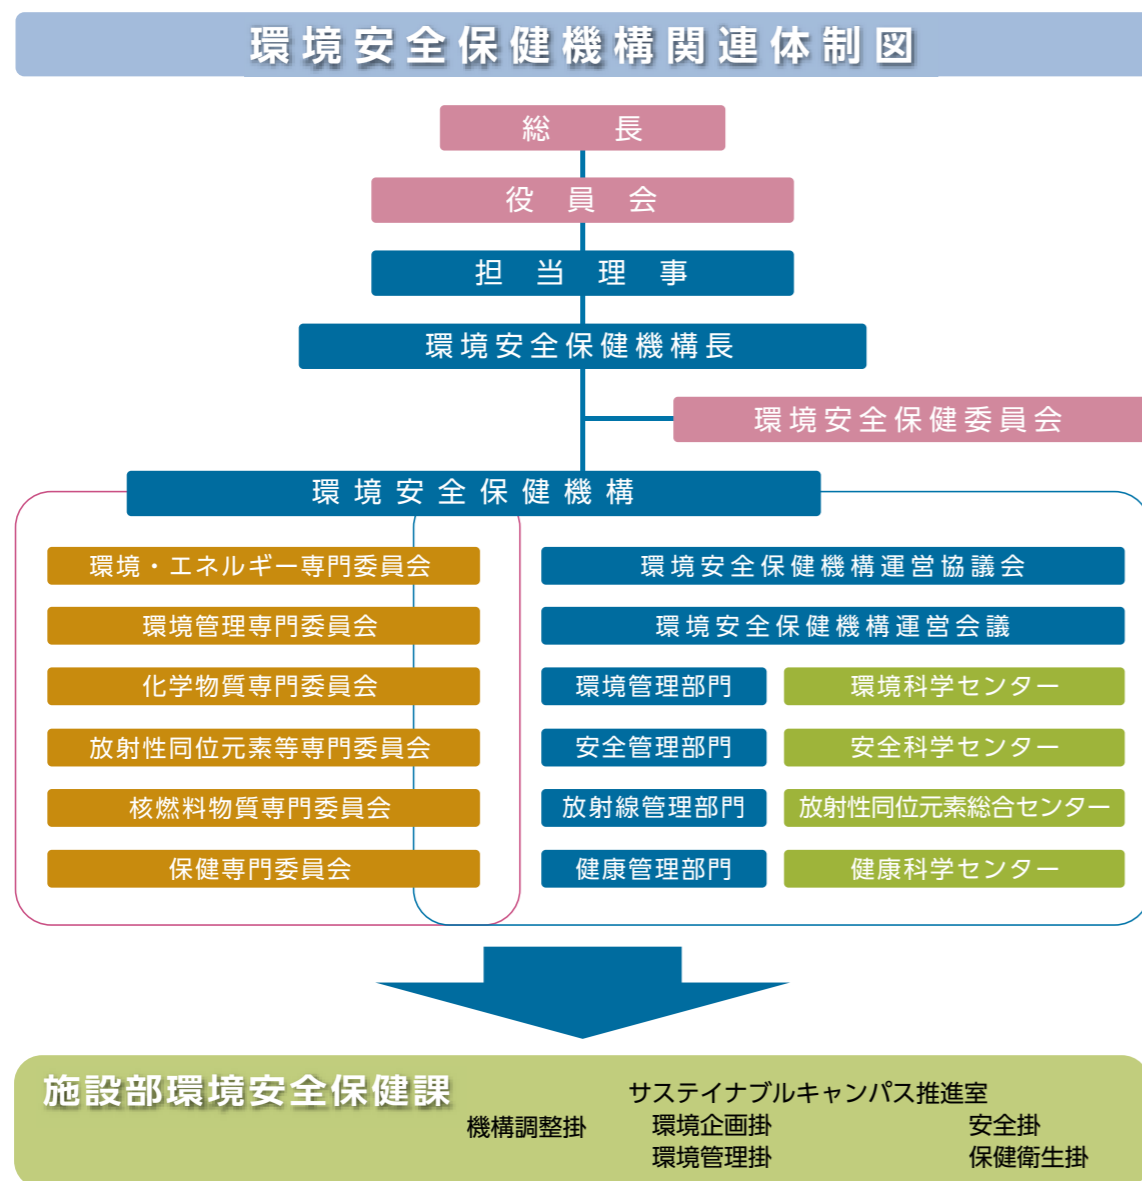 環境安全保健機構関連体制図
総長
役員会
担当理事
環境安全保健機構長
環境安全保健委員会
環境安全保健機構
環境・エネルギー専門委員会
環境管理専門委員会
化学物質専門委員会
放射性同位元素等専門委員会
核燃料物質専門委員会
保健専門委員会
環境安全保健機構運営協議会
環境安全保健機構運営会議
環境管理部門
環境科学センター
安全管理部門
安全科学センター
放射線管理部門
放射性同位元素総合センター
健康管理部門
健康科学センター
施設部環境安全保健課
機構調整掛
サステイナブルキャンパス推進室
環境企画掛
環境管理掛
安全掛
保健衛生掛